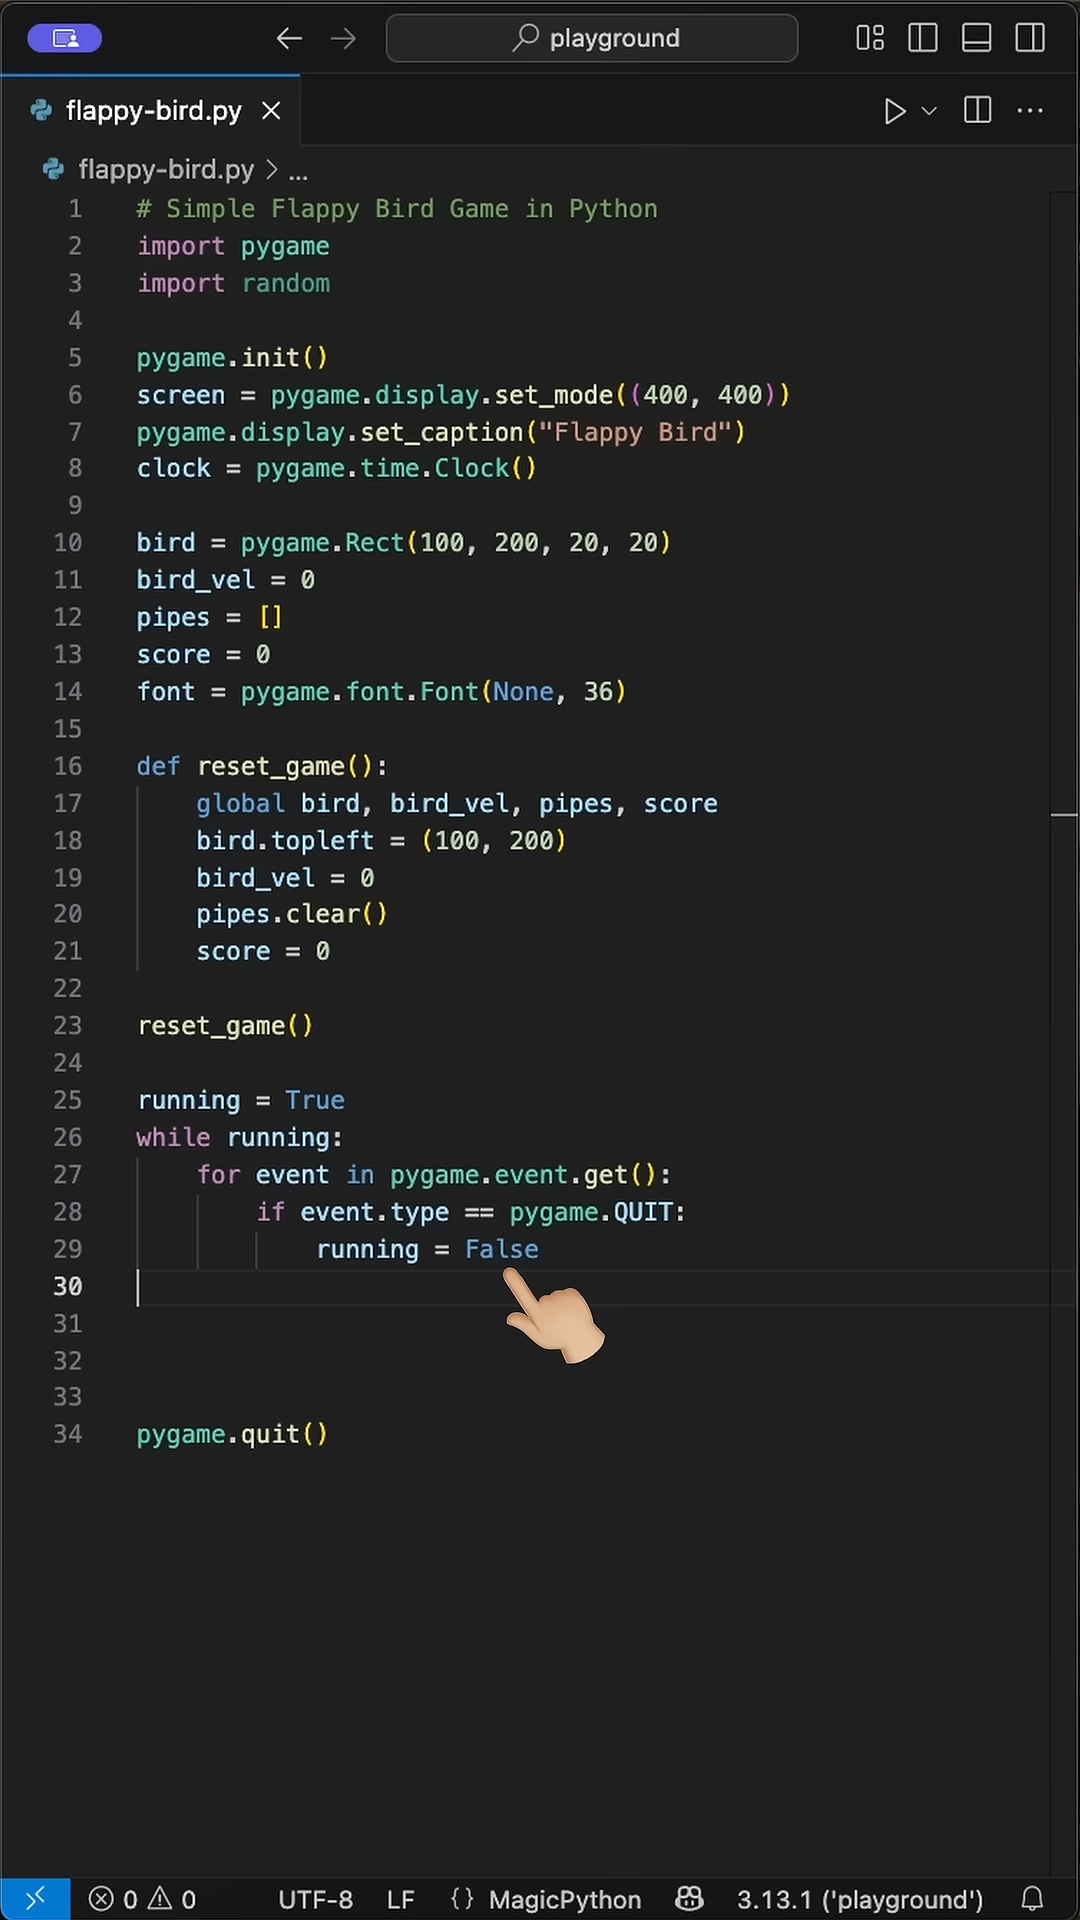 playground
flappy-bird.py
flappy-bird.py > ...
1 # Simple Flappy Bird Game in Python
2 import pygame
3 import random
4
5 pygame.init()
6 screen = pygame.display.set_mode((400, 400))
7 pygame.display.set_caption("Flappy Bird")
8 clock = pygame.time.Clock()
9
10 bird = pygame.Rect(100, 200, 20, 20)
11 bird_vel = 0
12 pipes = []
13 score = 0
14 font = pygame.font.Font(None, 36)
15
16 def reset_game():
17     global bird, bird_vel, pipes, score
18     bird.topleft = (100, 200)
19     bird_vel = 0
20     pipes.clear()
21     score = 0
22
23 reset_game()
24
25 running = True
26 while running:
27     for event in pygame.event.get():
28         if event.type == pygame.QUIT:
29             running = False
30
31
32
33
34 pygame.quit()
0 0 UTF-8 LF {} MagicPython 3.13.1 ('playground')